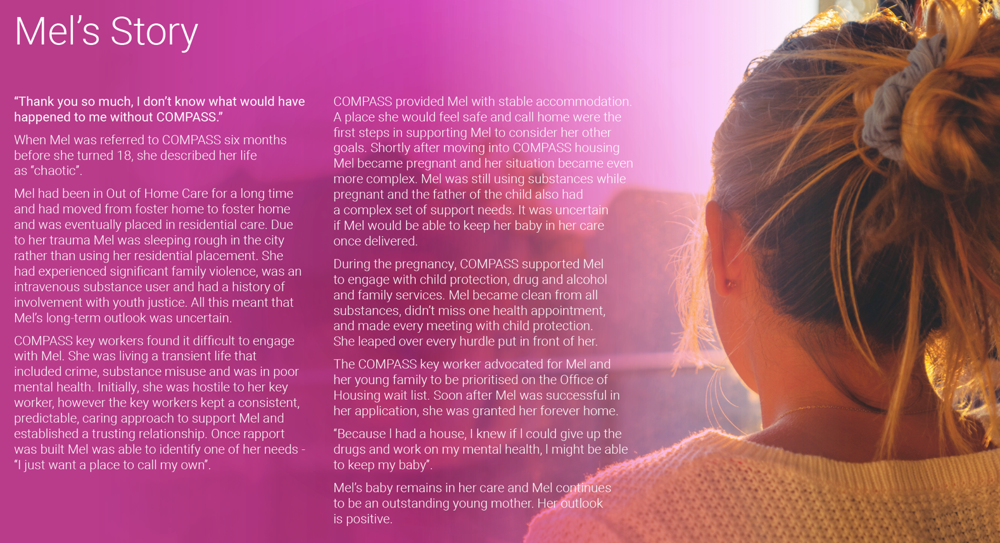 Mel’s Story
“Thank you so much, I don’t know what would have
happened to me without COMPASS.”
When Mel was referred to COMPASS six months
before she turned 18, she described her life
as “chaotic”.
Mel had been in Out of Home Care for a long time
and had moved from foster home to foster home
and was eventually placed in residential care. Due
to her trauma Mel was sleeping rough in the city
rather than using her residential placement. She
had experienced significant family violence, was an
intravenous substance user and had a history of
involvement with youth justice. All this meant that
Mel’s long-term outlook was uncertain.
COMPASS key workers found it difficult to engage
with Mel. She was living a transient life that
included crime, substance misuse and was in poor
mental health. Initially, she was hostile to her key
worker, however the key workers kept a consistent,
predictable, caring approach to support Mel and
established a trusting relationship. Once rapport
was built Mel was able to identify one of her needs -
“I just want a place to call my own”.
COMPASS provided Mel with stable accommodation.
A place she would feel safe and call home were the
first steps in supporting Mel to consider her other
goals. Shortly after moving into COMPASS housing
Mel became pregnant and her situation became even
more complex. Mel was still using substances while
pregnant and the father of the child also had
a complex set of support needs. It was uncertain
if Mel would be able to keep her baby in her care
once delivered.
During the pregnancy, COMPASS supported Mel
to engage with child protection, drug and alcohol
and family services. Mel became clean from all
substances, didn’t miss one health appointment,
and made every meeting with child protection.
She leaped over every hurdle put in front of her.
The COMPASS key worker advocated for Mel and
her young family to be prioritised on the Office of
Housing wait list. Soon after Mel was successful in
her application, she was granted her forever home.
“Because I had a house, I knew if I could give up the
drugs and work on my mental health, I might be able
to keep my baby”.
Mel’s baby remains in her care and Mel continues
to be an outstanding young mother. Her outlook
is positive.